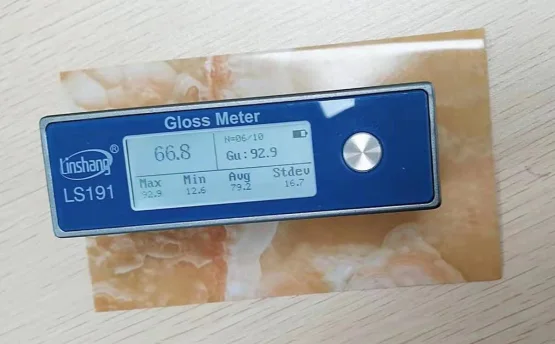 Gloss Meter
Linshang®
LS191
66.8
N=06/10
Gu:92.9
Max Min Avg Stdev
92.9 12.6 79.2 16.7